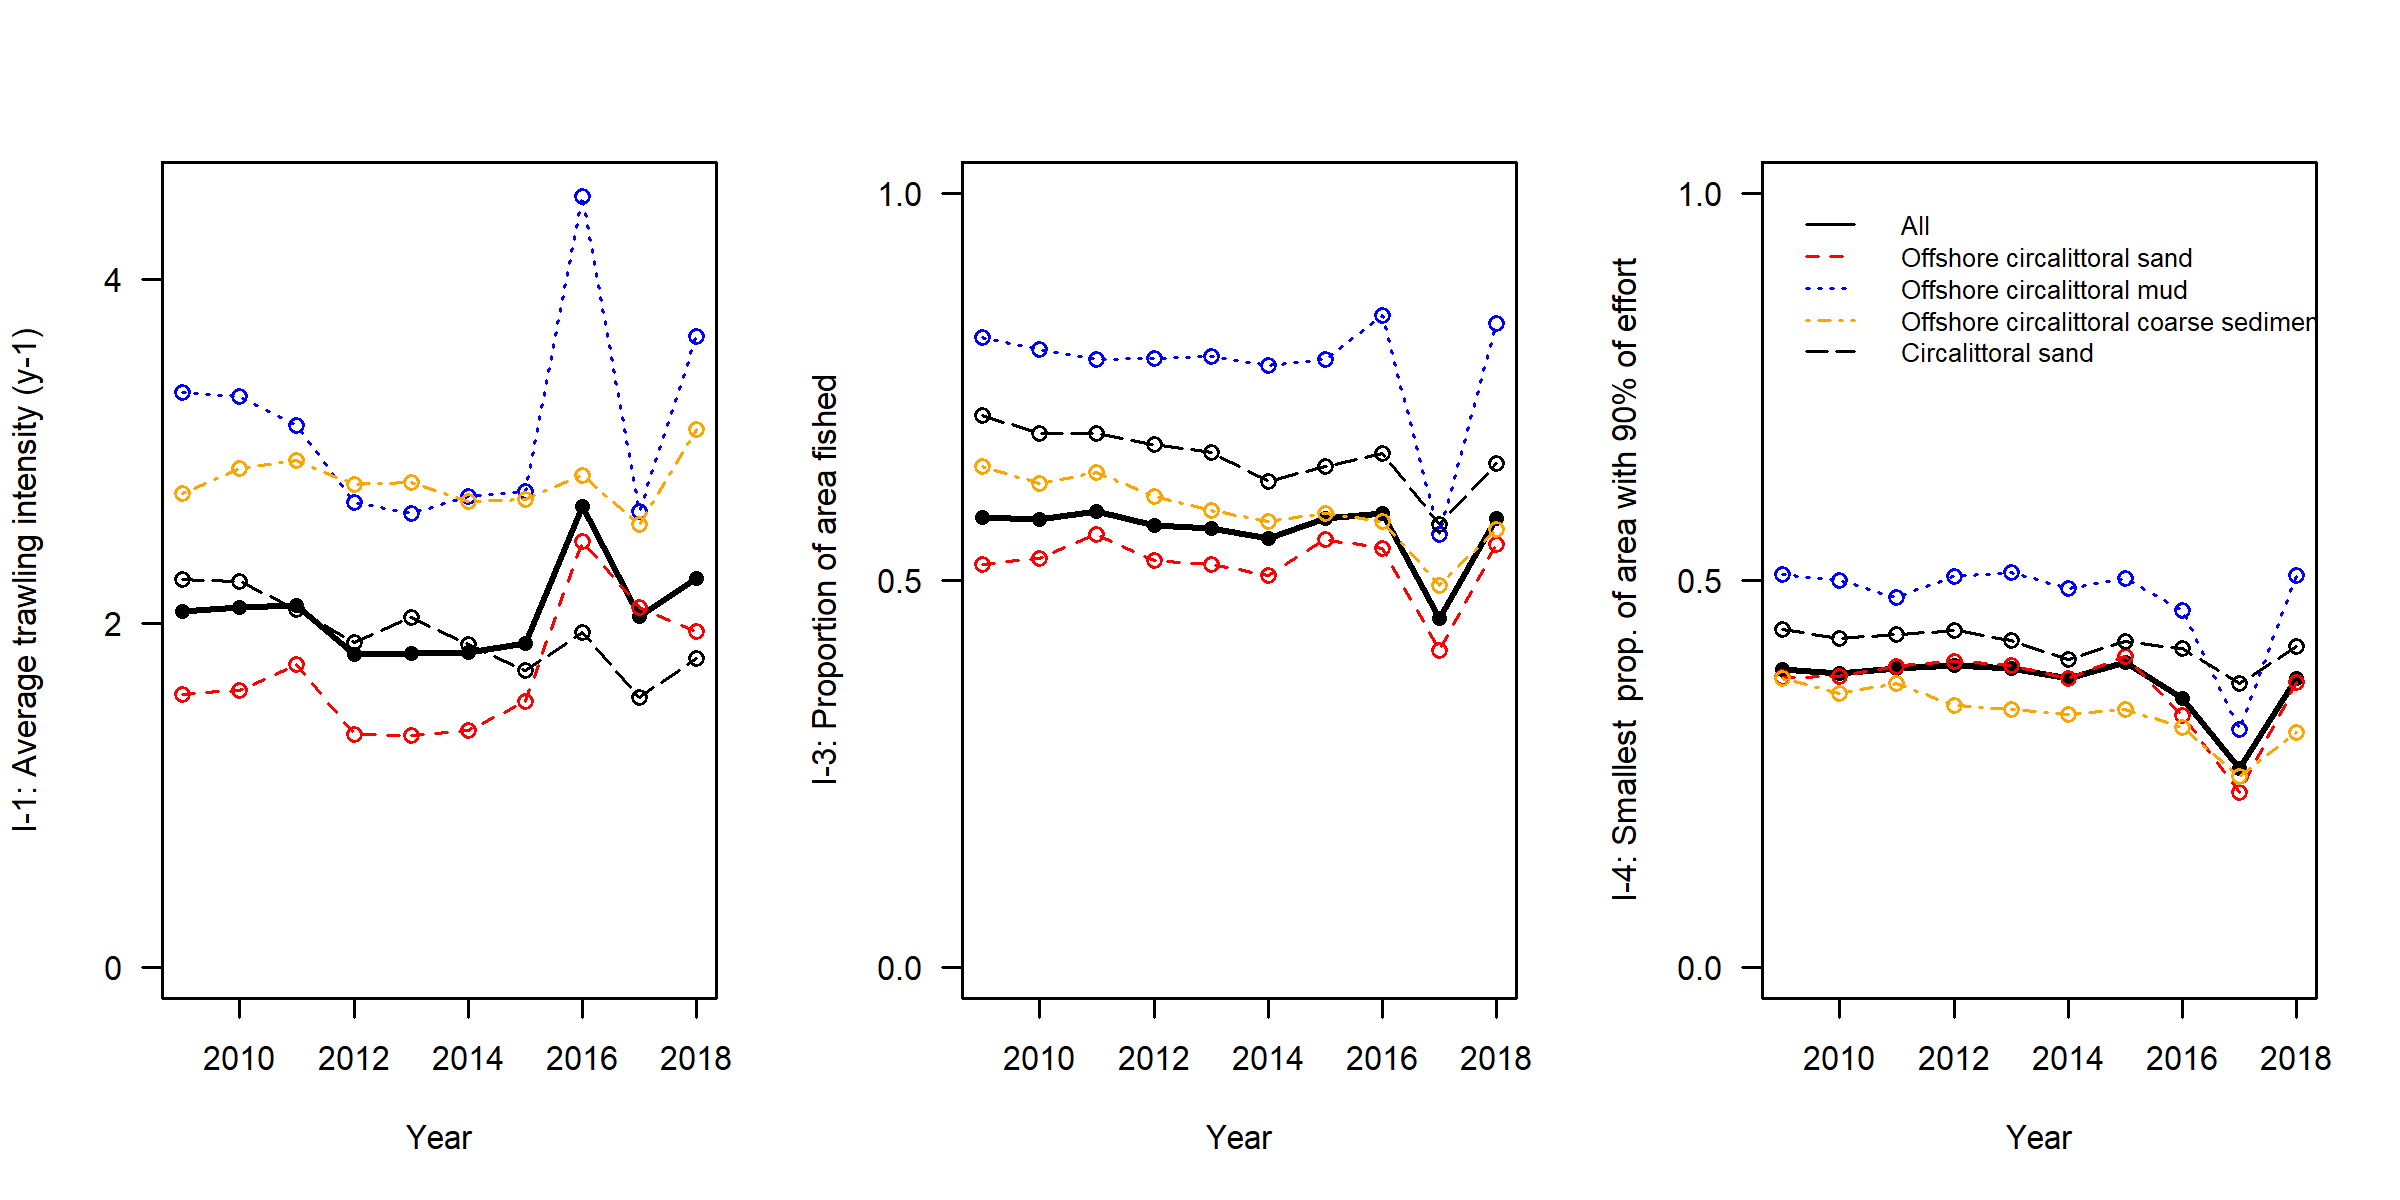 I-1: Average trawling intensity (y-1)
4
2
0
2010 2012 2014 2016 2018
Year
I-3: Proportion of area fished
1.0
0.5
0.0
2010 2012 2014 2016 2018
Year
I-4: Smallest prop. of area with 90% of effort
1.0
0.5
0.0
All
Offshore circalittoral sand
Offshore circalittoral mud
Offshore circalittoral coarse sedimen
Circalittoral sand
2010 2012 2014 2016 2018
Year